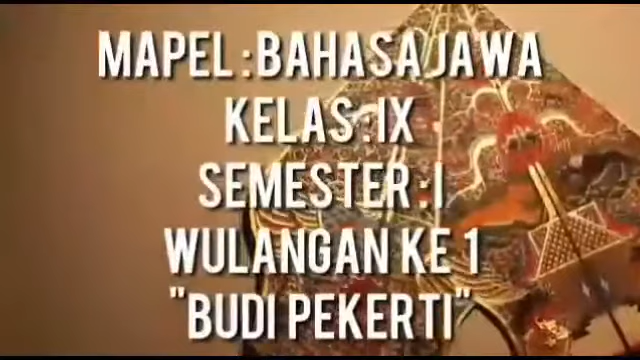 MAPEL : BAHASA JAWA
KELAS : IX
SEMESTER : I
WULANGAN KE 1
"BUDI PEKERTI"